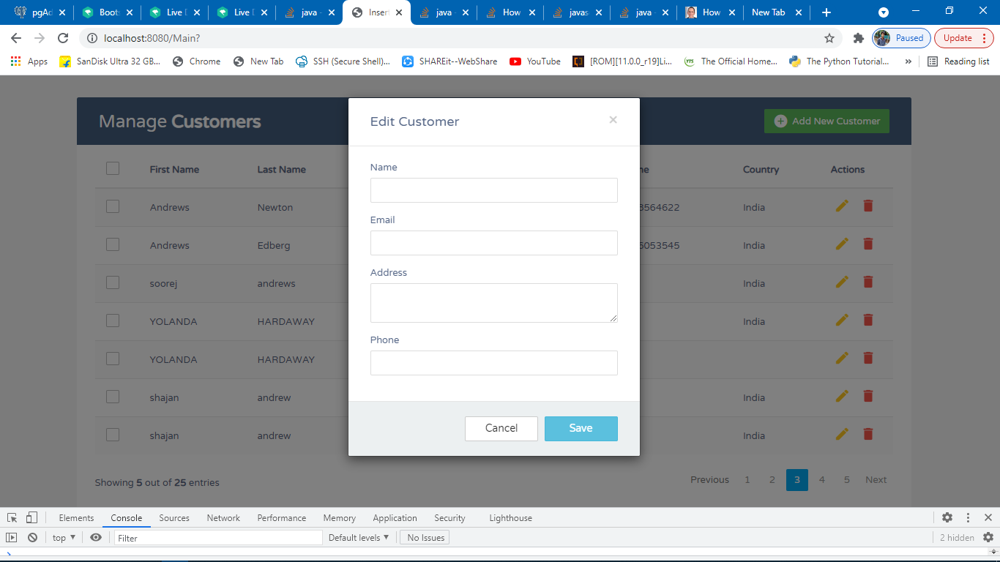 pgAd
Boots
Live D
Live D
java -
Insert
java -
How
javas
java -
How
New Tab
localhost:8080/Main?
Paused
Update
Apps
SanDisk Ultra 32 GB...
Chrome
New Tab
SSH (Secure Shell)...
SHAREit--WebShare
YouTube
[ROM][11.0.0_r19]Li...
The Official Home...
The Python Tutorial...
»
Reading list
Manage Customers
Add New Customer
Edit Customer
×
Name
Email
Address
Phone
Cancel
Save
First Name Last Name ne Country Actions
Andrews Newton 3564622 India
Andrews Edberg 6053545 India
soorej andrews India
YOLANDA HARDAWAY India
YOLANDA HARDAWAY
shajan andrew India
shajan andrew India
Showing 5 out of 25 entries
Previous 1 2 3 4 5 Next
Elements Console Sources Network Performance Memory Application Security Lighthouse
top ▼ Filter Default levels ▼ No Issues 2 hidden